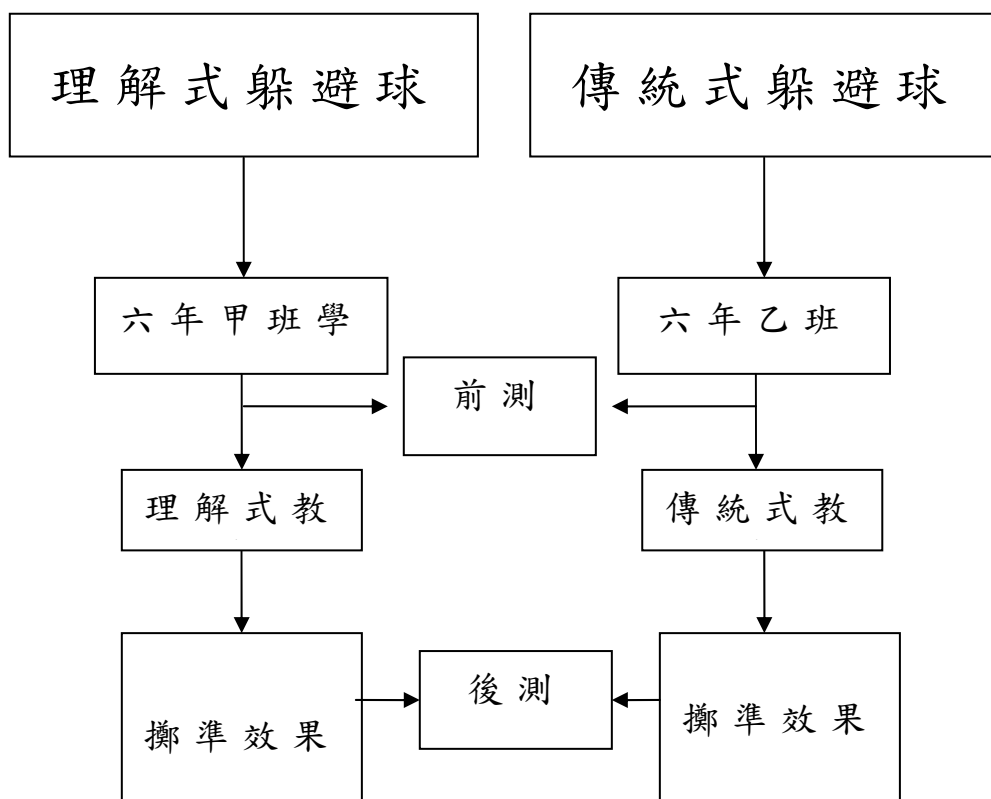 理解式躲避球
傳統式躲避球
六年甲班學
六年乙班
前測
理解式教
傳統式教
後測
擲準效果
擲準效果